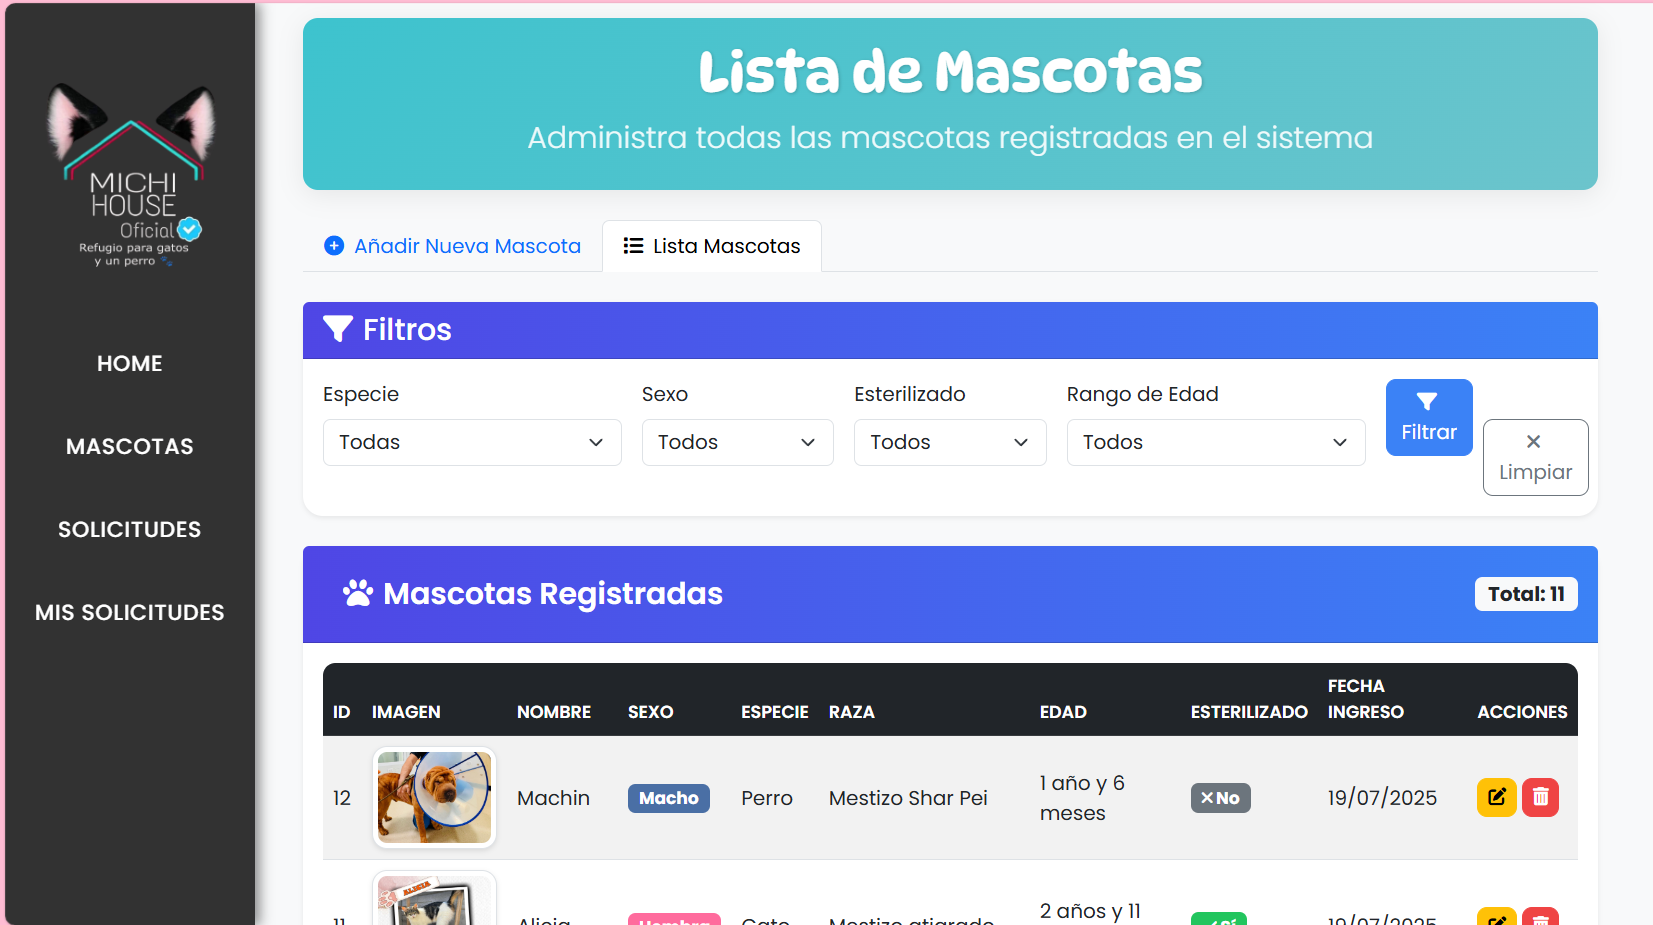 MICHI
HOUSE
Oficial
Refugio para gatos
y un perro
HOME
MASCOTAS
SOLICITUDES
MIS SOLICITUDES
Lista de Mascotas
Administra todas las mascotas registradas en el sistema
Añadir Nueva Mascota
Lista Mascotas
Filtros
Especie
Sexo
Esterilizado
Rango de Edad
Todas
Todos
Todos
Todos
Filtrar
Limpiar
Mascotas Registradas
Total: 11
ID IMAGEN NOMBRE SEXO ESPECIE RAZA EDAD ESTERILIZADO FECHA INGRESO ACCIONES
12 Machin Macho Perro Mestizo Shar Pei 1 año y 6 meses No 19/07/2025
ALICIA
11 Alicia Hembra Gato Mestizo atigrado 2 años y 11 Sí 19/07/2025